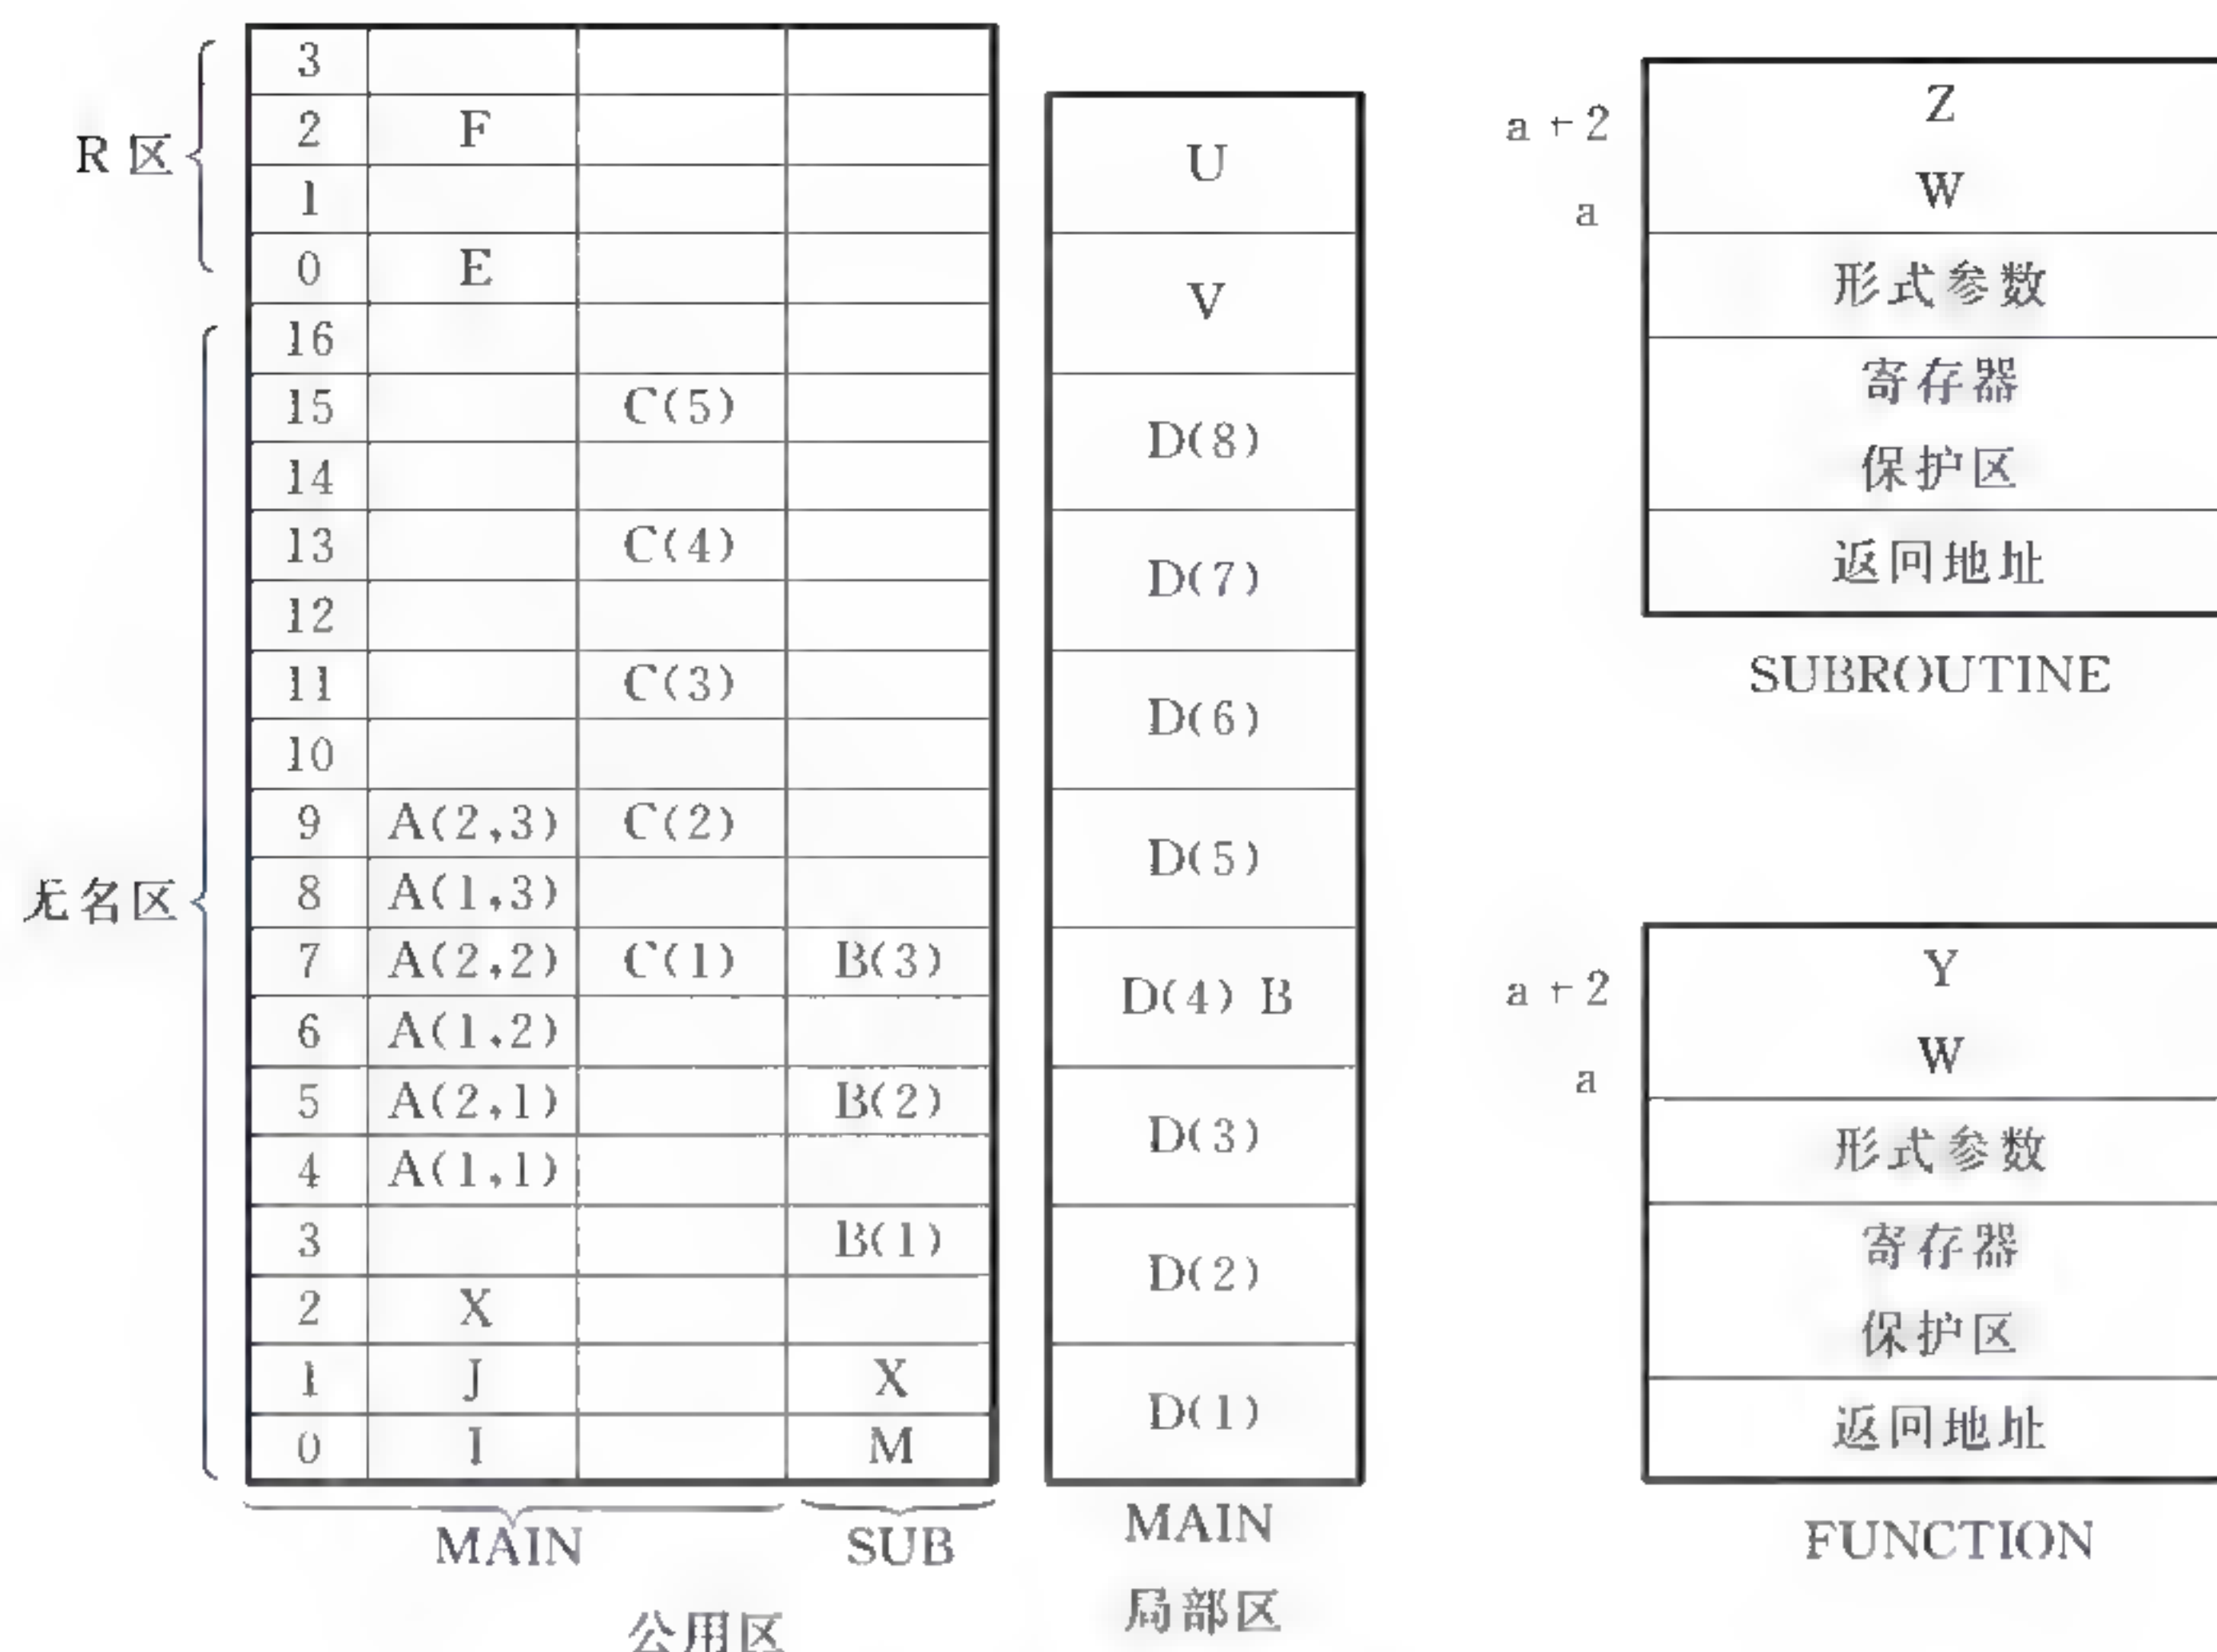 R 区
3
2 F
1
0 E
无名区
16
15 C(5)
14
13 C(4)
12
11 C(3)
10
9 A(2,3) C(2)
8 A(1,3)
7 A(2,2) C(1) B(3)
6 A(1,2)
5 A(2,1) B(2)
4 A(1,1)
3 B(1)
2 X
1 J X
0 I M
MAIN SUB
公用区
U
V
D(8)
D(7)
D(6)
D(5)
D(4) B
D(3)
D(2)
D(1)
MAIN
局部区
a + 2 Z
a W
形式参数
寄存器
保护区
返回地址
SUBROUTINE
a + 2 Y
a W
形式参数
寄存器
保护区
返回地址
FUNCTION